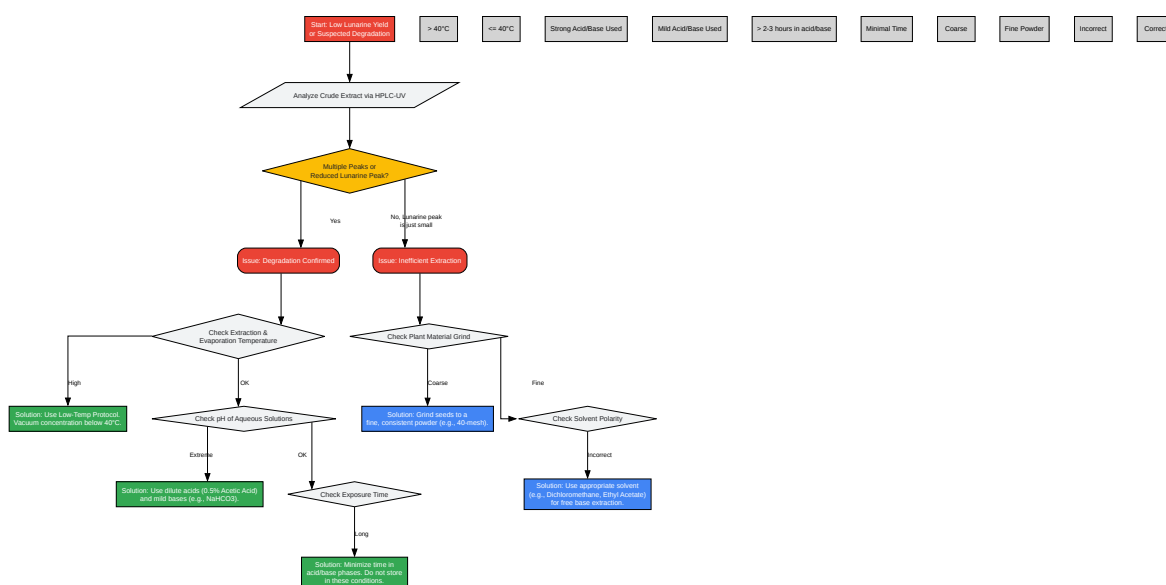 Start: Low Lunarine Yield
or Suspected Degradation
> 40°C
<= 40°C
Strong Acid/Base Used
Mild Acid/Base Used
> 2-3 hours in acid/base
Minimal Time
Coarse
Fine Powder
Incorrect
Correct
Analyze Crude Extract via HPLC-UV
Multiple Peaks or
Reduced Lunarine Peak?
Yes
No, Lunarine peak
is just small
Issue: Degradation Confirmed
Issue: Inefficient Extraction
Check Extraction &
Evaporation Temperature
Check Plant Material Grind
High
OK
Coarse
Fine
Solution: Use Low-Temp Protocol.
Vacuum concentration below 40°C.
Check pH of Aqueous Solutions
Solution: Grind seeds to a
fine, consistent powder (e.g., 40-mesh).
Check Solvent Polarity
Extreme
OK
Incorrect
Solution: Use dilute acids (0.5% Acetic Acid)
and mild bases (e.g., NaHCO3).
Check Exposure Time
Solution: Use appropriate solvent
(e.g., Dichloromethane, Ethyl Acetate)
for free base extraction.
Long
Solution: Minimize time in
acid/base phases. Do not store
in these conditions.